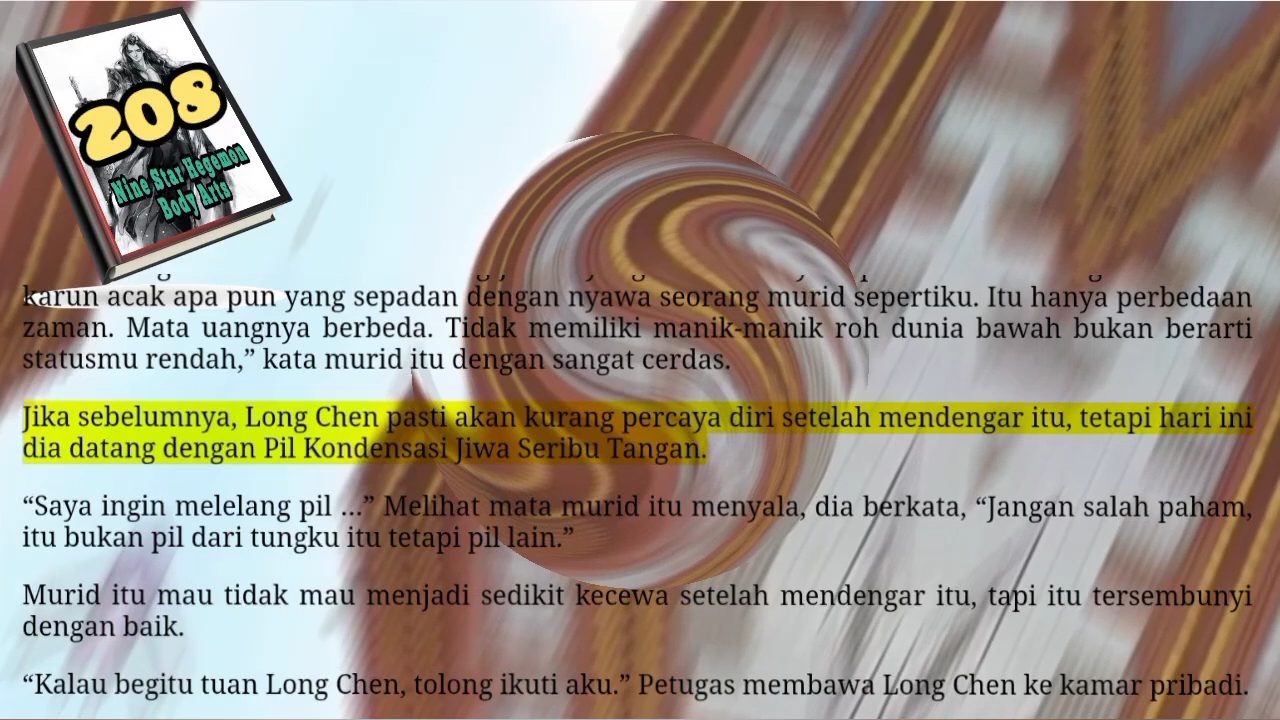 208
Nine Star Hegemon
Body Arts
karun acak apa pun yang sepadan dengan nyawa seorang murid sepertiku. Itu hanya perbedaan
zaman. Mata uangnya berbeda. Tidak memiliki manik-manik roh dunia bawah bukan berarti
statusmu rendah,” kata murid itu dengan sangat cerdas.
Jika sebelumnya, Long Chen pasti akan kurang percaya diri setelah mendengar itu, tetapi hari ini
dia datang dengan Pil Kondensasi Jiwa Seribu Tangan.
“Saya ingin melelang pil ...” Melihat mata murid itu menyala, dia berkata, “Jangan salah paham,
itu bukan pil dari tungku itu tetapi pil lain.”
Murid itu mau tidak mau menjadi sedikit kecewa setelah mendengar itu, tapi itu tersembunyi
dengan baik.
“Kalau begitu tuan Long Chen, tolong ikuti aku.” Petugas membawa Long Chen ke kamar pribadi.